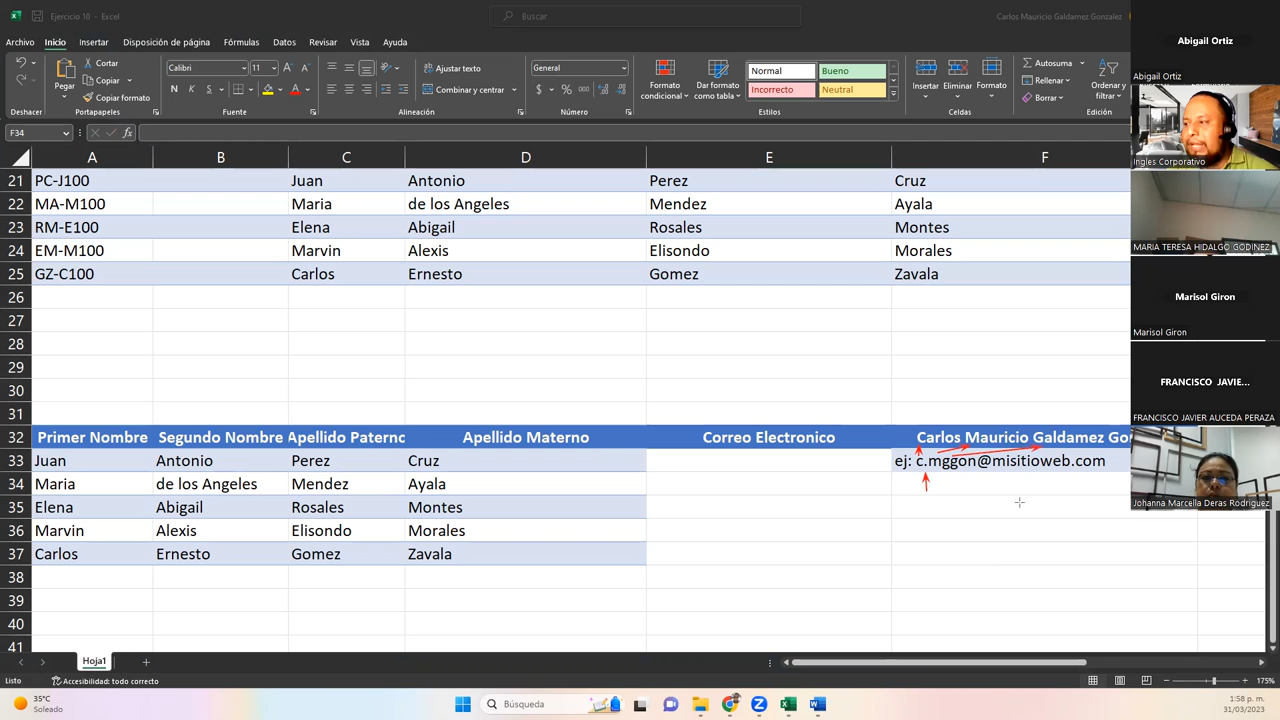 Ejercicio 18 - Excel
Buscar
Carlos Mauricio Galdamez Gonzalez
Archivo Inicio Insertar Disposición de página Fórmulas Datos Revisar Vista Ayuda
Pegar
Cortar
Copiar
Copiar formato
Calibri 11
Ajustar texto
Combinar y centrar
General
Formato condicional
Dar formato como tabla
Normal Bueno
Incorrecto Neutral
Insertar Eliminar Formato
Autosuma
Rellenar
Borrar
Ordenar y filtrar
Deshacer Portapapeles Fuente Alineación Número Estilos Celdas Edición
F34
fx
A B C D E F
21 PC-J100 Juan Antonio Perez Cruz
22 MA-M100 Maria de los Angeles Mendez Ayala
23 RM-E100 Elena Abigail Rosales Montes
24 EM-M100 Marvin Alexis Elisondo Morales
25 GZ-C100 Carlos Ernesto Gomez Zavala
26
27
28
29
30
31
32 Primer Nombre Segundo Nombre Apellido Paterno Apellido Materno Correo Electronico Carlos Mauricio Galdamez Go
33 Juan Antonio Perez Cruz ej: c.mggon@misitioweb.com
34 Maria de los Angeles Mendez Ayala
35 Elena Abigail Rosales Montes
36 Marvin Alexis Elisondo Morales
37 Carlos Ernesto Gomez Zavala
38
39
40
41
Hoja1
Accesibilidad: todo correcto
175%
35°C
Soleado
Búsqueda
1:58 p. m.
31/03/2023
Abigail Ortiz
Abigail Ortiz
Ingles Corporativo
MARIA TERESA HIDALGO GODINEZ
Marisol Giron
Marisol Giron
FRANCISCO JAVIE...
FRANCISCO JAVIER AUCEDA PERAZA
Johanna Marcella Deras Rodriguez